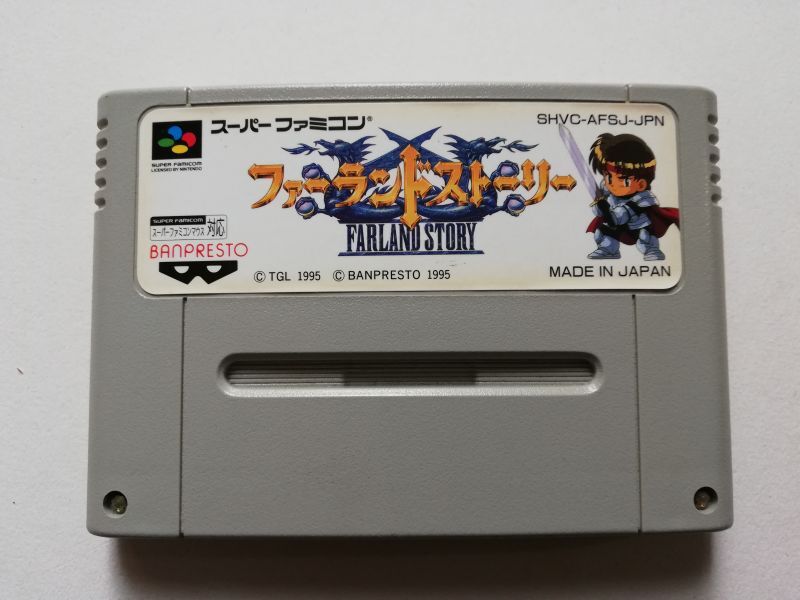 スーパーファミコン®
SHVC-AFSJ-JPN
SUPER FAMICOM
LICENSED BY NINTENDO
ファーランドストーリー
FARLAND STORY
SUPER FAMICOM
スーパーファミコンマウス 対応
BANPRESTO
© TGL 1995 © BANPRESTO 1995
MADE IN JAPAN